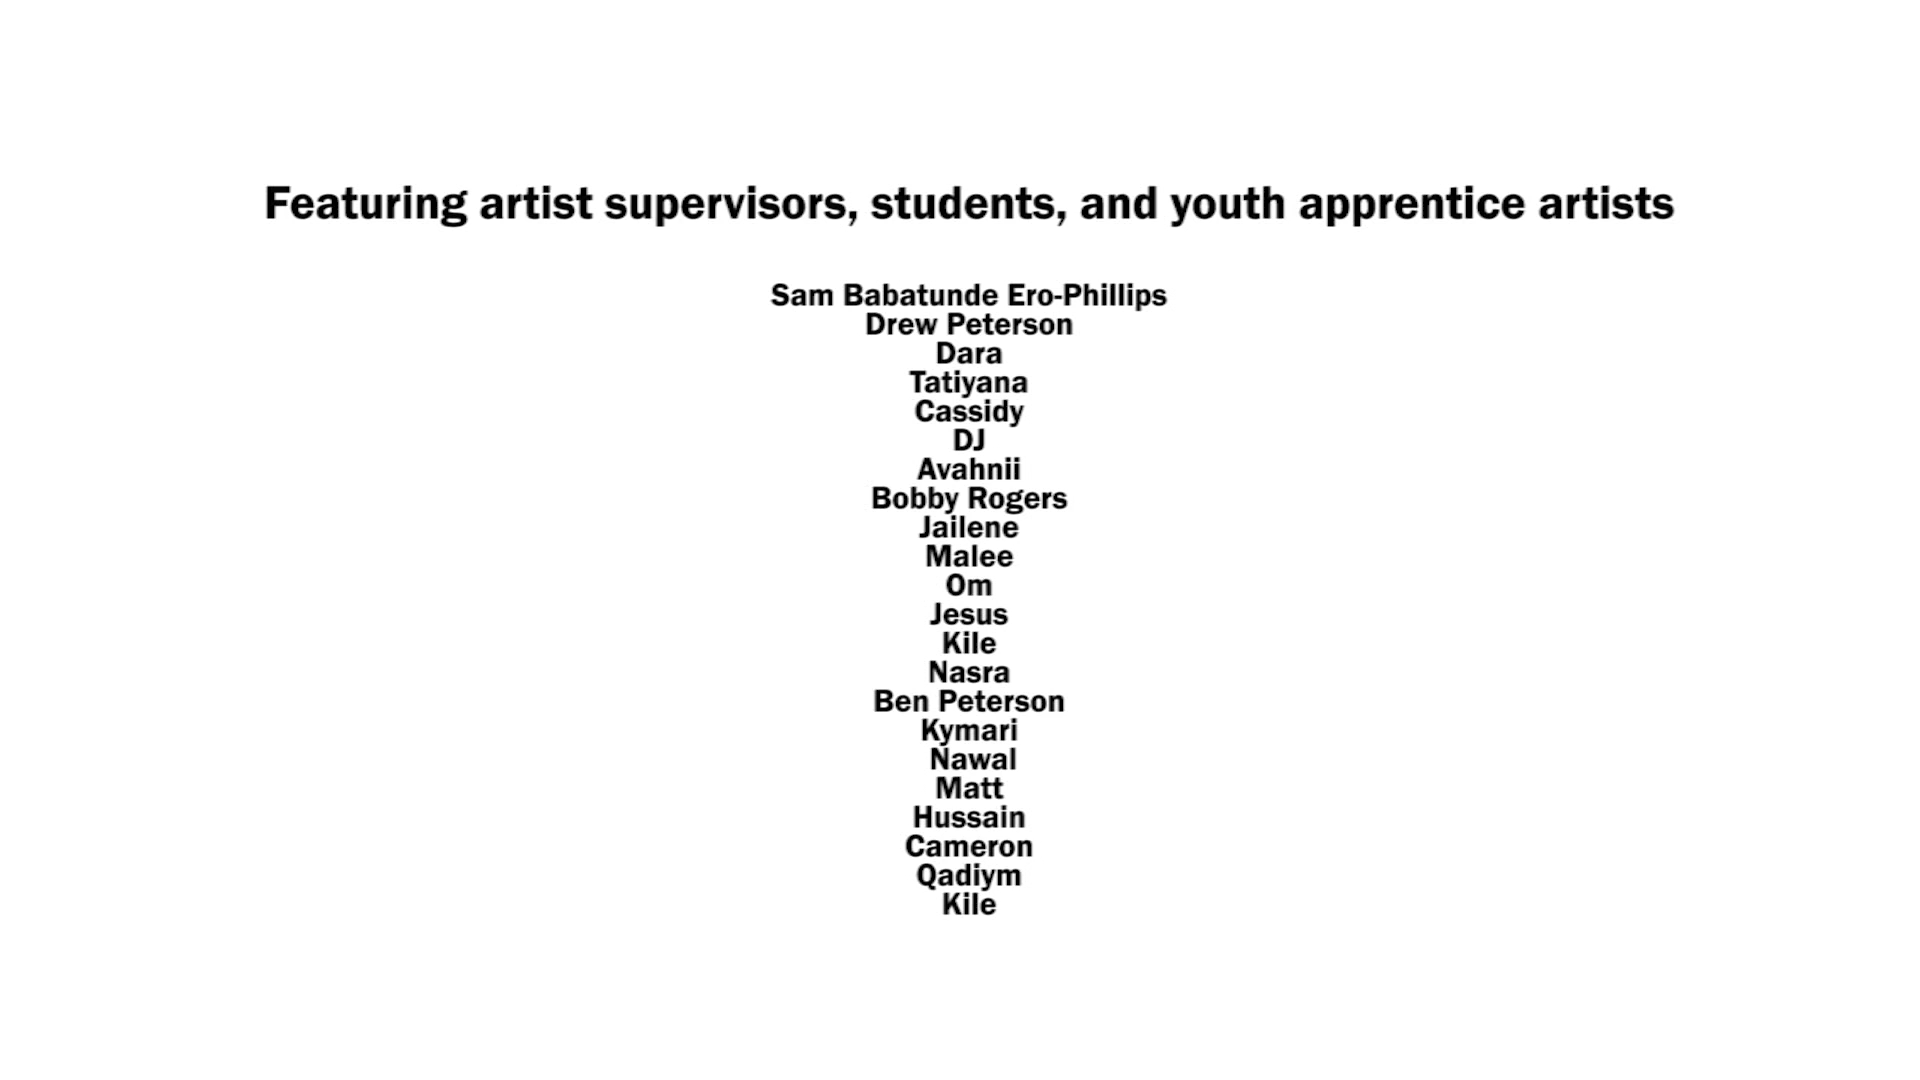 Featuring artist supervisors, students, and youth apprentice artists
Sam Babatunde Ero-Phillips
Drew Peterson
Dara
Tatiyana
Cassidy
DJ
Avahnii
Bobby Rogers
Jailene
Malee
Om
Jesus
Kile
Nasra
Ben Peterson
Kymari
Nawal
Matt
Hussain
Cameron
Qadiym
Kile